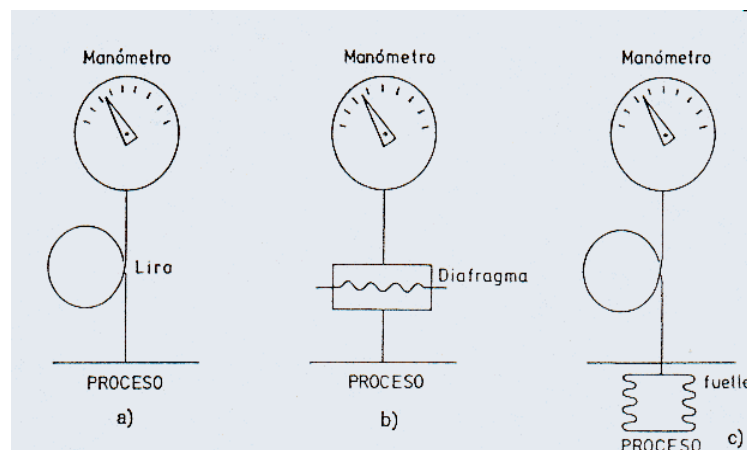 Manómetro
Lira
PROCESO
a)
Manómetro
Diafragma
PROCESO
b)
Manómetro
fuelle
PROCESO
c)